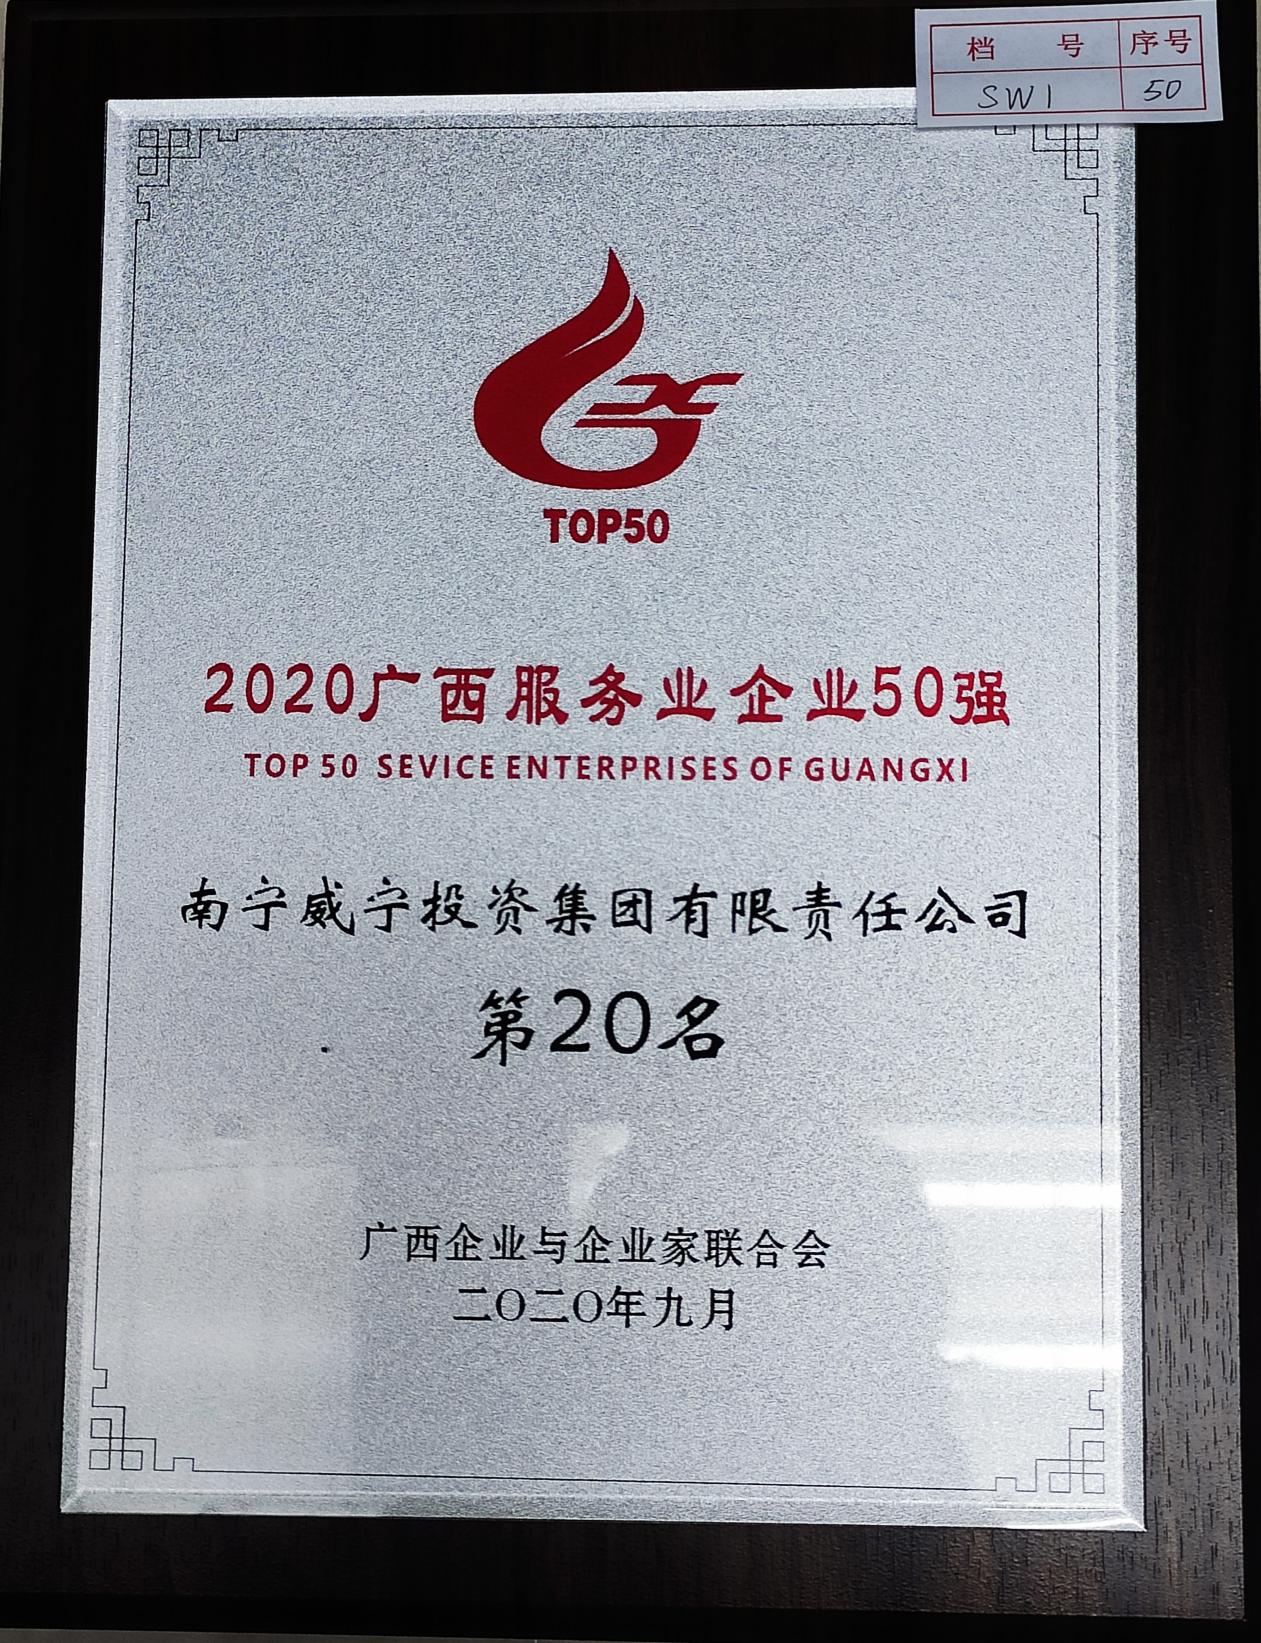 档 号 序号
SW1 50
TOP50
2020广西服务业企业50强
TOP 50 SEVICE ENTERPRISES OF GUANGXI
南宁威宁投资集团有限责任公司
第20名
广西企业与企业家联合会
二〇二〇年九月